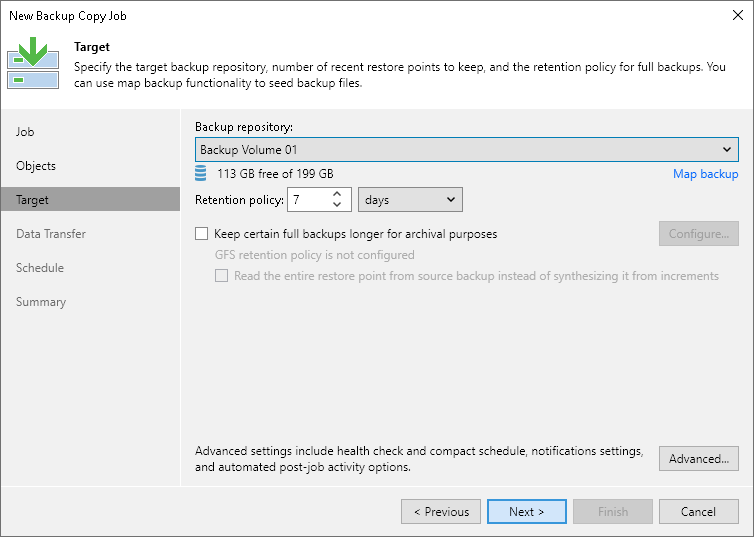 New Backup Copy Job
Target
Specify the target backup repository, number of recent restore points to keep, and the retention policy for full backups. You
can use map backup functionality to seed backup files.
Job
Objects
Target
Data Transfer
Schedule
Summary
Backup repository:
Backup Volume 01
113 GB free of 199 GB
Map backup
Retention policy: 7 days
Keep certain full backups longer for archival purposes
Configure...
GFS retention policy is not configured
Read the entire restore point from source backup instead of synthesizing it from increments
Advanced settings include health check and compact schedule, notifications settings,
and automated post-job activity options.
Advanced...
< Previous
Next >
Finish
Cancel